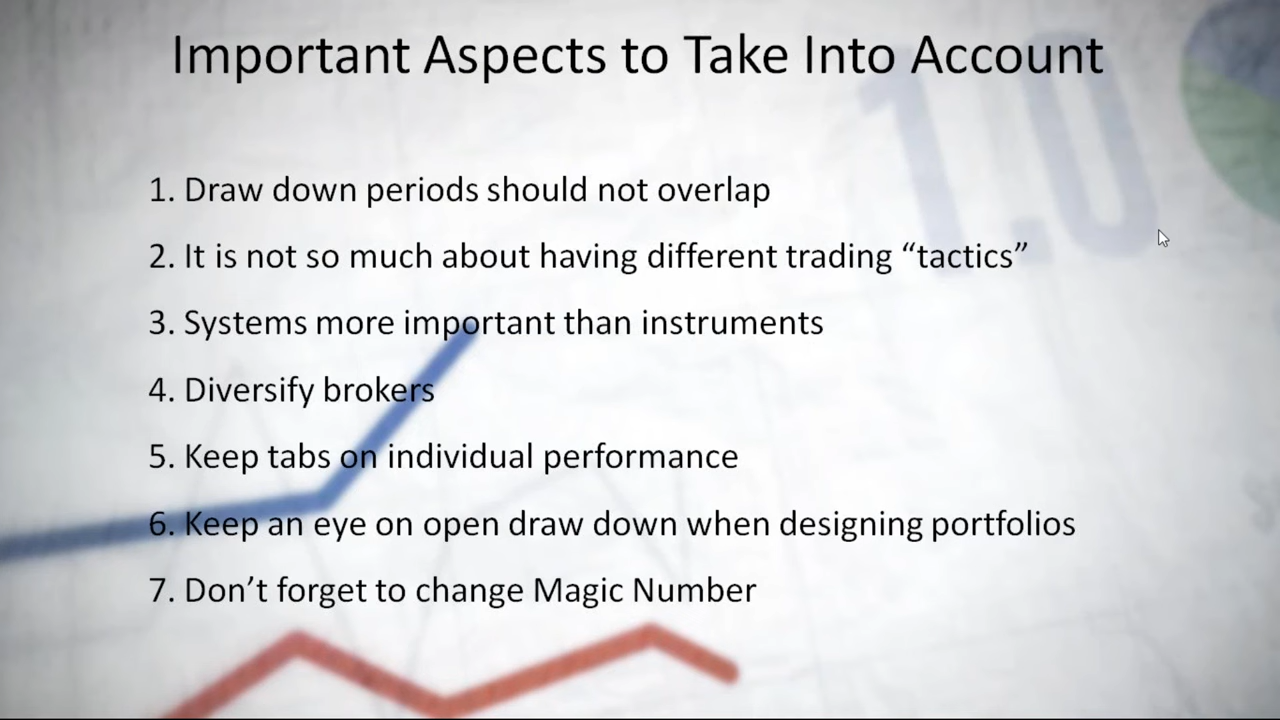 Important Aspects to Take Into Account
1.0
1. Draw down periods should not overlap
2. It is not so much about having different trading “tactics”
3. Systems more important than instruments
4. Diversify brokers
5. Keep tabs on individual performance
6. Keep an eye on open draw down when designing portfolios
7. Don’t forget to change Magic Number